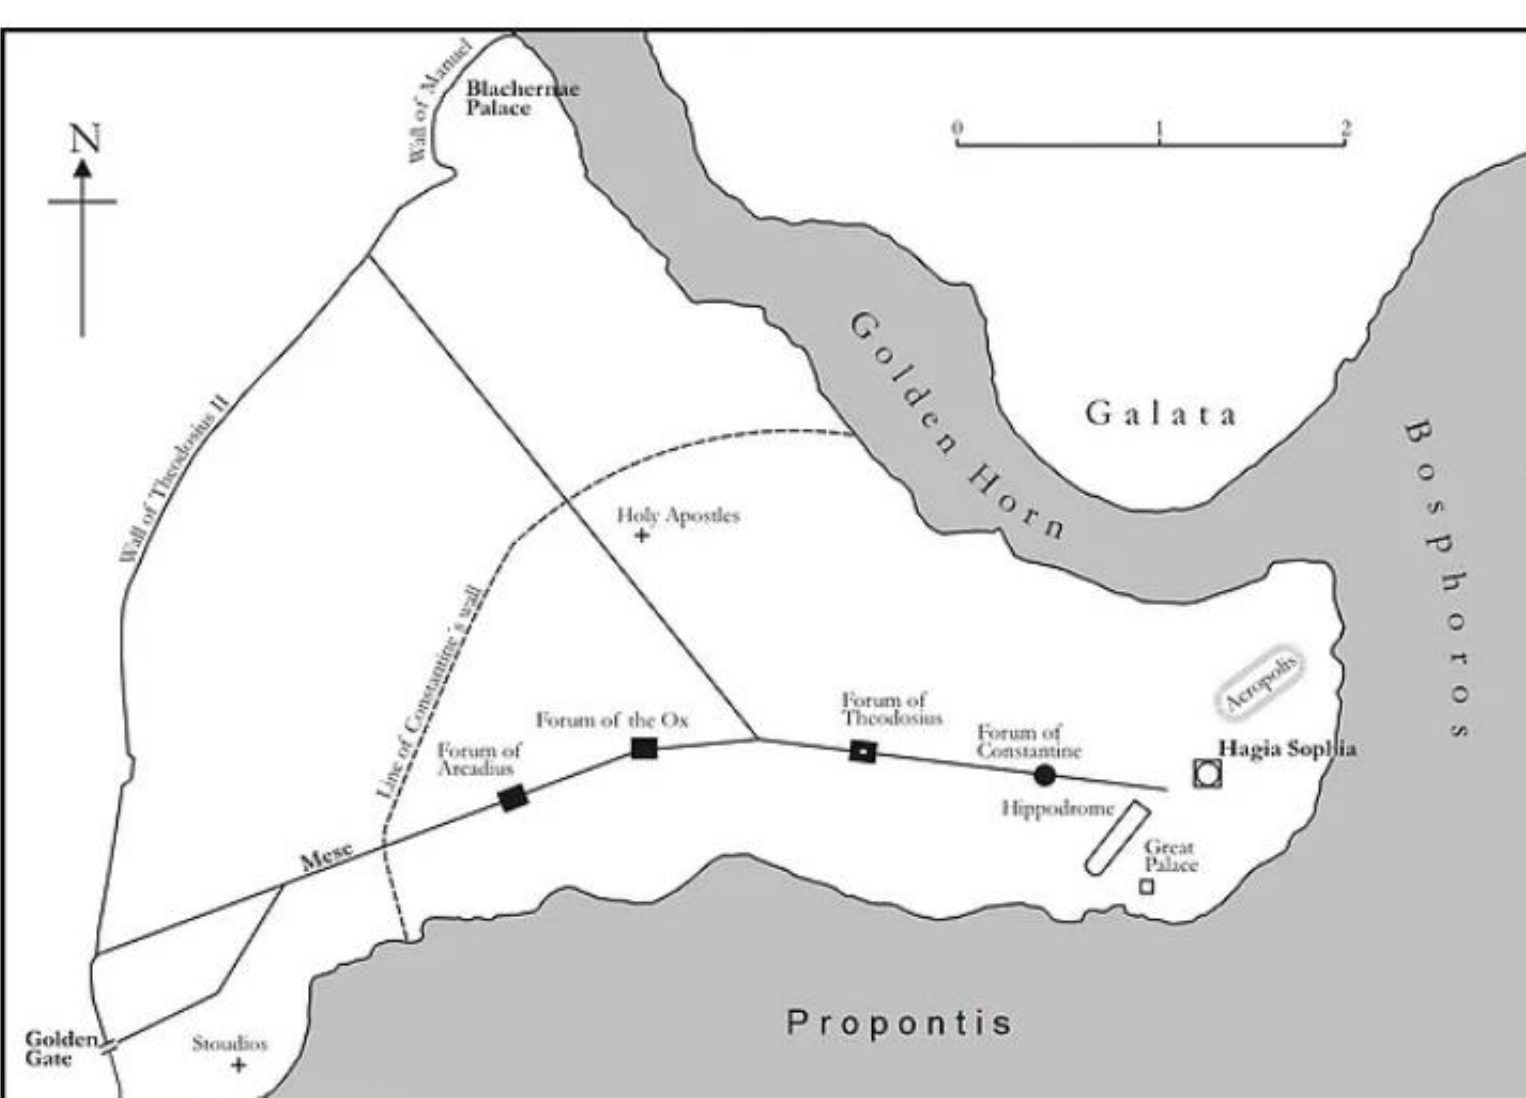 Wall of Manuel
Blachernae
Palace
N
0 1 2
Wall of Theodosius II
Golden Horn
Galata
Bosphoros
Holy Apostles
Line of Constantine´s wall
Acropolis
Forum of
Theodosius
Forum of the Ox
Forum of
Constantine
Forum of
Arcadius
Hagia Sophia
Hippodrome
Mese
Great
Palace
Propontis
Golden
Gate
Stoudios